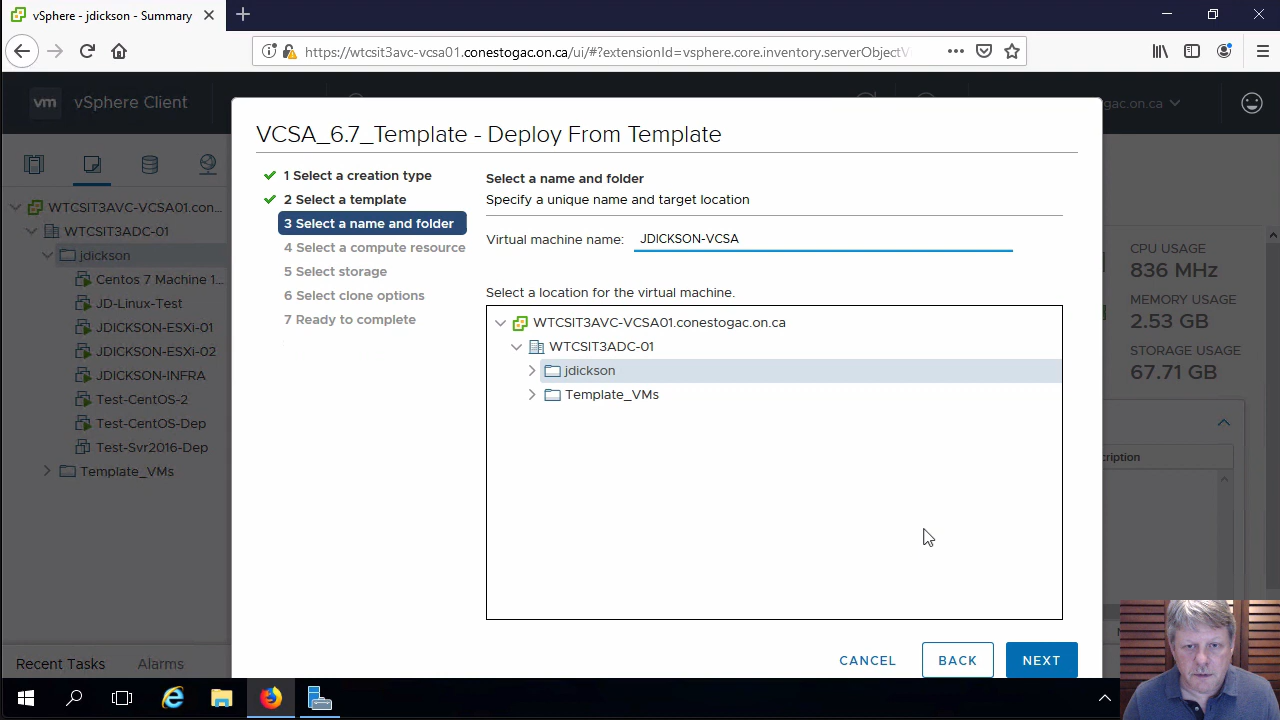 vSphere - jdickson - Summary
https://wtcsit3avc-vcsa01.conestogac.on.ca/ui/#?extensionId=vsphere.core.inventory.serverObjectV
vm vSphere Client
gac.on.ca
VCSA_6.7_Template - Deploy From Template
1 Select a creation type
2 Select a template
3 Select a name and folder
4 Select a compute resource
5 Select storage
6 Select clone options
7 Ready to complete
Select a name and folder
Specify a unique name and target location
Virtual machine name: JDICKSON-VCSA
Select a location for the virtual machine.
WTCSIT3AVC-VCSA01.conestogac.on.ca
WTCSIT3ADC-01
jdickson
Template_VMs
CANCEL BACK NEXT
WTCSIT3AVC-VCSA01.con...
WTCSIT3ADC-01
jdickson
Centos 7 Machine 1...
JD-Linux-Test
JDICKSON-ESXi-01
JDICKSON-ESXi-02
JDICKSON-INFRA
Test-CentOS-2
Test-CentOS-Dep
Test-Svr2016-Dep
Template_VMs
CPU USAGE
836 MHz
MEMORY USAGE
2.53 GB
STORAGE USAGE
67.71 GB
cription
Recent Tasks Alarms